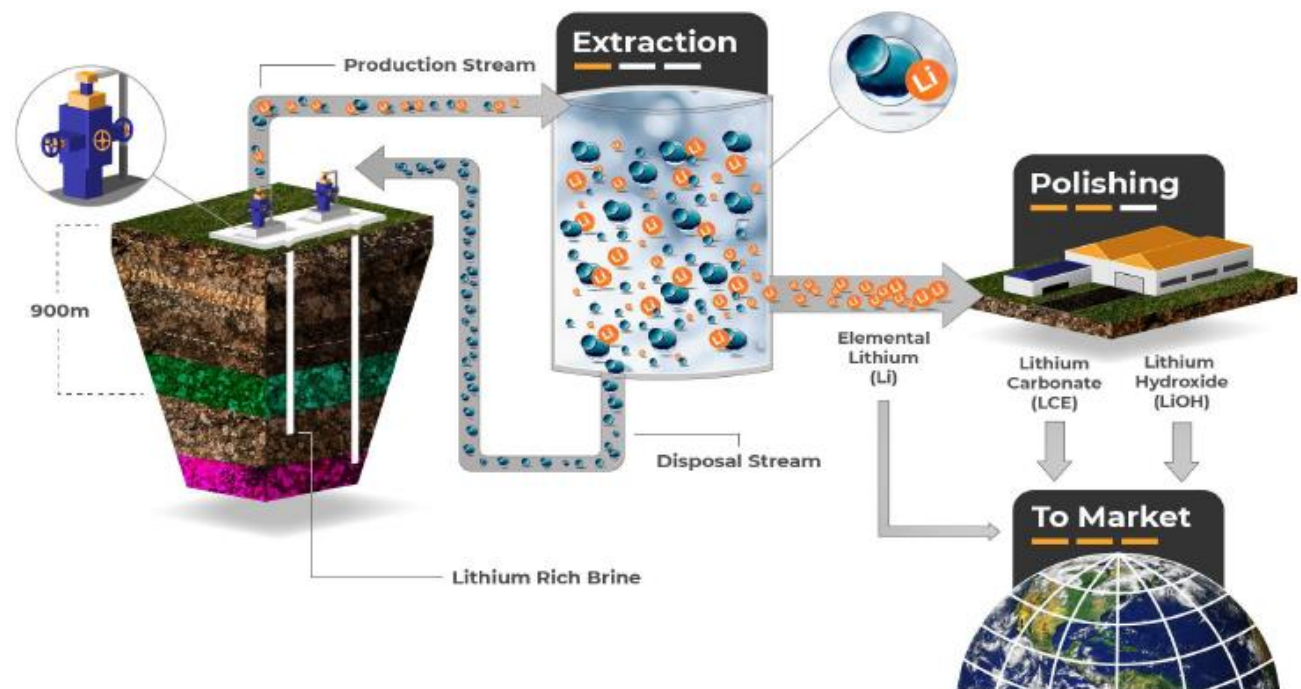 Extraction
Production Stream
Li
Polishing
900m
Elemental
Lithium
(Li)
Lithium
Carbonate
(LCE)
Lithium
Hydroxide
(LiOH)
Disposal Stream
To Market
Lithium Rich Brine